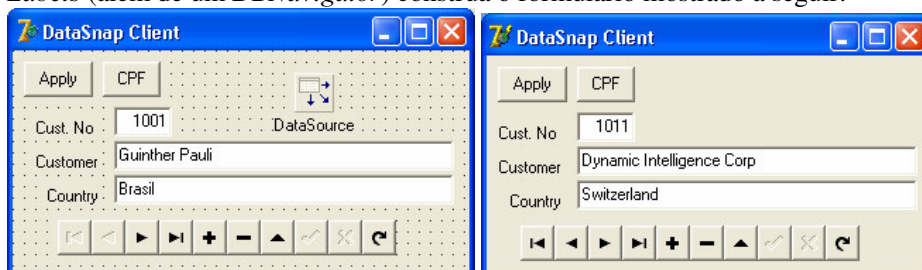 Labels (além de um DBNavigator) construa o formulário mostrado a seguir:
DataSnap Client
Apply CPF
DataSource
Cust. No 1001
Customer Guinther Pauli
Country Brasil
DataSnap Client
Apply CPF
Cust. No 1011
Customer Dynamic Intelligence Corp
Country Switzerland